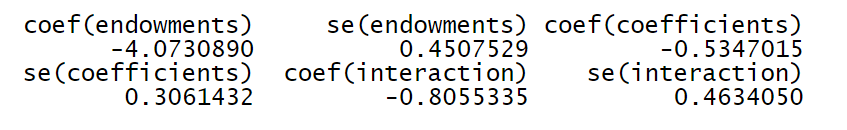 coef(endowments) se(endowments) coef(coefficients)
-4.0730890 0.4507529 -0.5347015
se(coefficients) coef(interaction) se(interaction)
0.3061432 -0.8055335 0.4634050